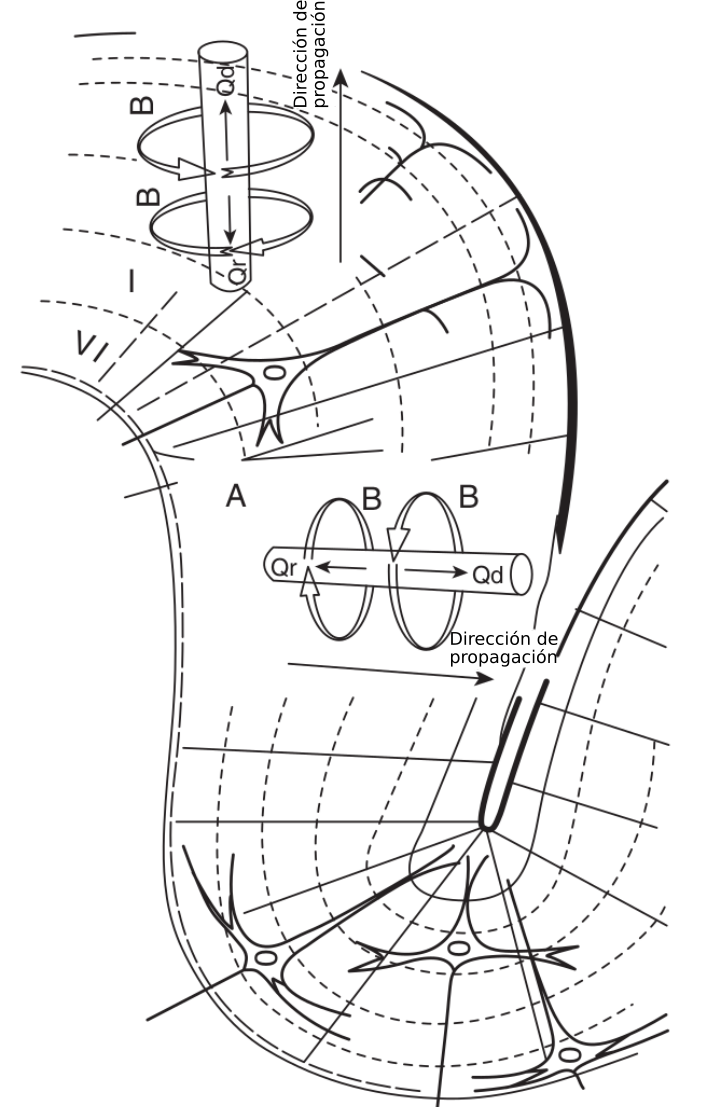 Dirección de
propagación
Qd
B
B
Qr
I
VI
A
B
B
Qr
Qd
Dirección de
propagación